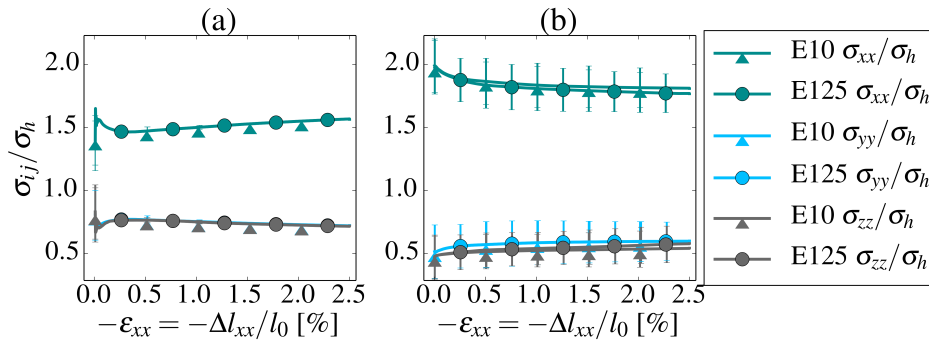 (a)
(b)
σij/σh
2.0
1.5
1.0
0.5
0.0 0.5 1.0 1.5 2.0 2.5
−εxx = −Δlxx/l0 [%]
2.0
1.5
1.0
0.5
0.0 0.5 1.0 1.5 2.0 2.5
−εxx = −Δlxx/l0 [%]
E10 σxx/σh
E125 σxx/σh
E10 σyy/σh
E125 σyy/σh
E10 σzz/σh
E125 σzz/σh